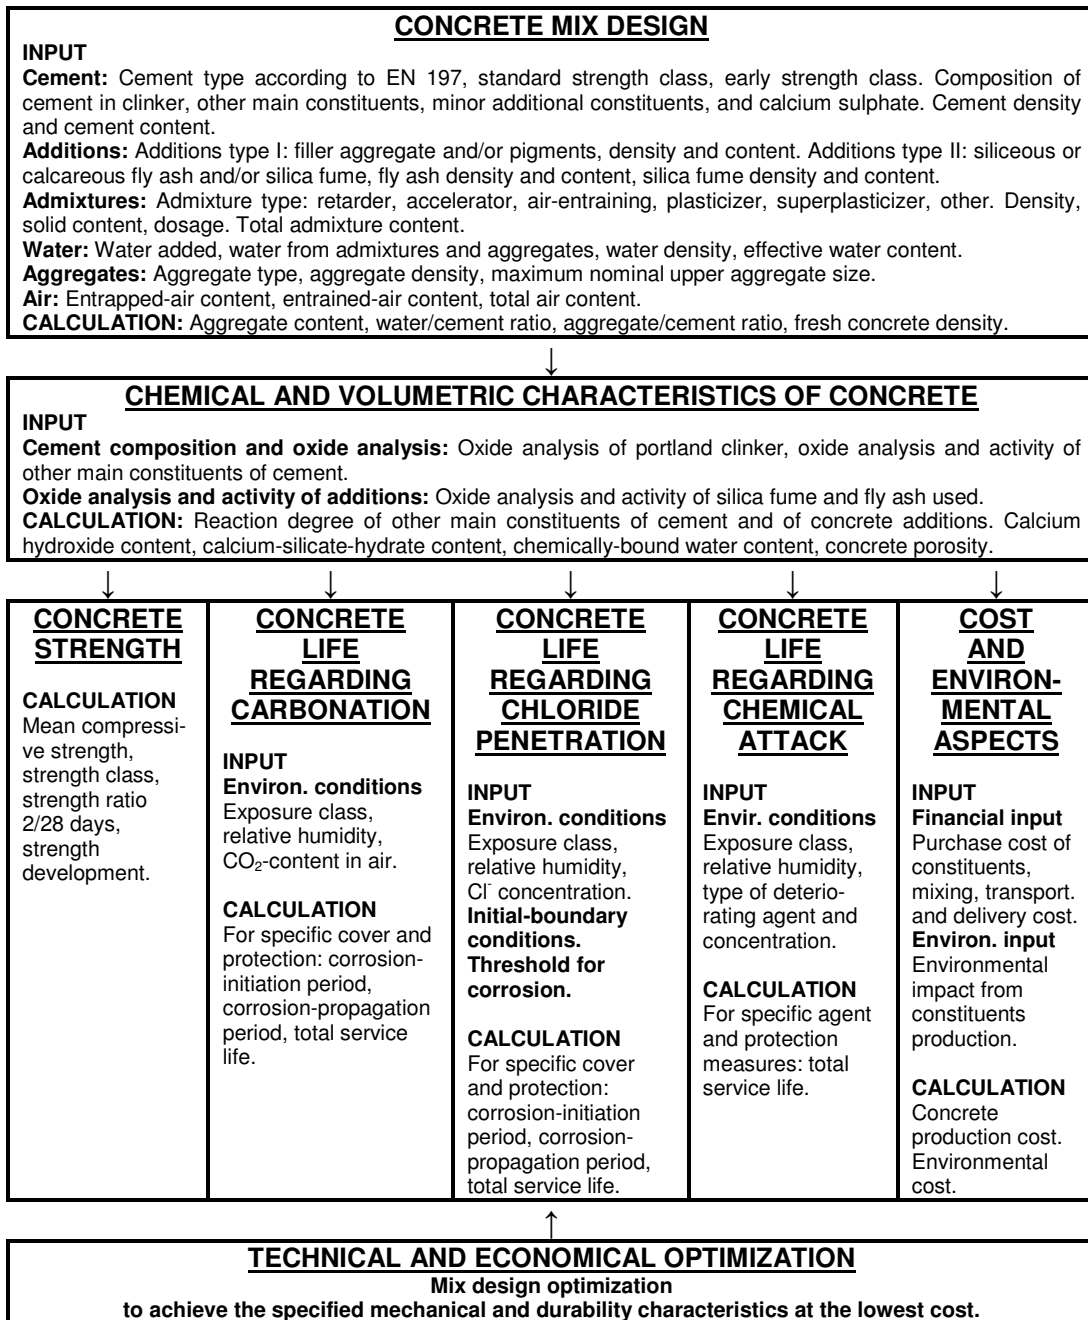 CONCRETE MIX DESIGN
INPUT
Cement: Cement type according to EN 197, standard strength class, early strength class. Composition of
cement in clinker, other main constituents, minor additional constituents, and calcium sulphate. Cement density
and cement content.
Additions: Additions type I: filler aggregate and/or pigments, density and content. Additions type II: siliceous or
calcareous fly ash and/or silica fume, fly ash density and content, silica fume density and content.
Admixtures: Admixture type: retarder, accelerator, air-entraining, plasticizer, superplasticizer, other. Density,
solid content, dosage. Total admixture content.
Water: Water added, water from admixtures and aggregates, water density, effective water content.
Aggregates: Aggregate type, aggregate density, maximum nominal upper aggregate size.
Air: Entrapped-air content, entrained-air content, total air content.
CALCULATION: Aggregate content, water/cement ratio, aggregate/cement ratio, fresh concrete density.
↓
CHEMICAL AND VOLUMETRIC CHARACTERISTICS OF CONCRETE
INPUT
Cement composition and oxide analysis: Oxide analysis of portland clinker, oxide analysis and activity of
other main constituents of cement.
Oxide analysis and activity of additions: Oxide analysis and activity of silica fume and fly ash used.
CALCULATION: Reaction degree of other main constituents of cement and of concrete additions. Calcium
hydroxide content, calcium-silicate-hydrate content, chemically-bound water content, concrete porosity.
↓ ↓ ↓ ↓ ↓
CONCRETE
STRENGTH
CALCULATION
Mean compressi-
ve strength,
strength class,
strength ratio
2/28 days,
strength
development.
CONCRETE
LIFE
REGARDING
CARBONATION
INPUT
Environ. conditions
Exposure class,
relative humidity,
CO₂-content in air.
CALCULATION
For specific cover and
protection: corrosion-
initiation period,
corrosion-propagation
period, total service
life.
CONCRETE
LIFE
REGARDING
CHLORIDE
PENETRATION
INPUT
Environ. conditions
Exposure class,
relative humidity,
Cl⁻ concentration.
Initial-boundary
conditions.
Threshold for
corrosion.
CALCULATION
For specific cover
and protection:
corrosion-initiation
period, corrosion-
propagation period,
total service life.
CONCRETE
LIFE
REGARDING
CHEMICAL
ATTACK
INPUT
Envir. conditions
Exposure class,
relative humidity,
type of deterio-
rating agent and
concentration.
CALCULATION
For specific agent
and protection
measures: total
service life.
COST
AND
ENVIRON-
MENTAL
ASPECTS
INPUT
Financial input
Purchase cost of
constituents,
mixing, transport.
and delivery cost.
Environ. input
Environmental
impact from
constituents
production.
CALCULATION
Concrete
production cost.
Environmental
cost.
↑
TECHNICAL AND ECONOMICAL OPTIMIZATION
Mix design optimization
to achieve the specified mechanical and durability characteristics at the lowest cost.